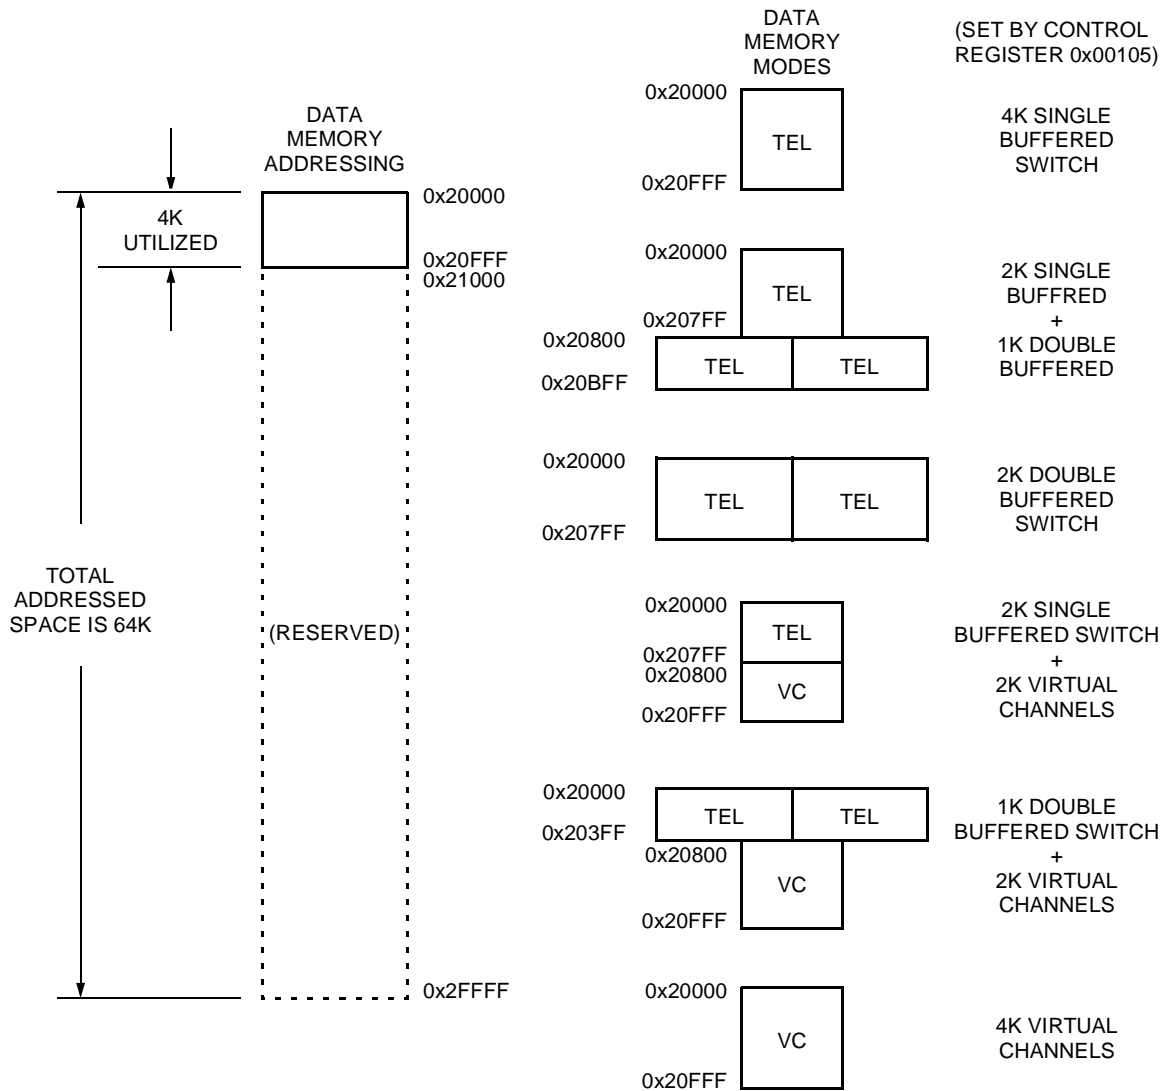 DATA
MEMORY
ADDRESSING
4K
UTILIZED
0x20000
0x20FFF
0x21000
TOTAL
ADDRESSED
SPACE IS 64K
(RESERVED)
0x2FFFF
DATA
MEMORY
MODES
(SET BY CONTROL
REGISTER 0x00105)
0x20000
TEL
0x20FFF
4K SINGLE
BUFFERED
SWITCH
0x20000
TEL
0x207FF
0x20800
TEL TEL
0x20BFF
2K SINGLE
BUFFRED
+
1K DOUBLE
BUFFERED
0x20000
TEL TEL
0x207FF
2K DOUBLE
BUFFERED
SWITCH
0x20000
TEL
0x207FF
0x20800
VC
0x20FFF
2K SINGLE
BUFFERED SWITCH
+
2K VIRTUAL
CHANNELS
0x20000
TEL TEL
0x203FF
0x20800
VC
0x20FFF
1K DOUBLE
BUFFERED SWITCH
+
2K VIRTUAL
CHANNELS
0x20000
VC
0x20FFF
4K VIRTUAL
CHANNELS